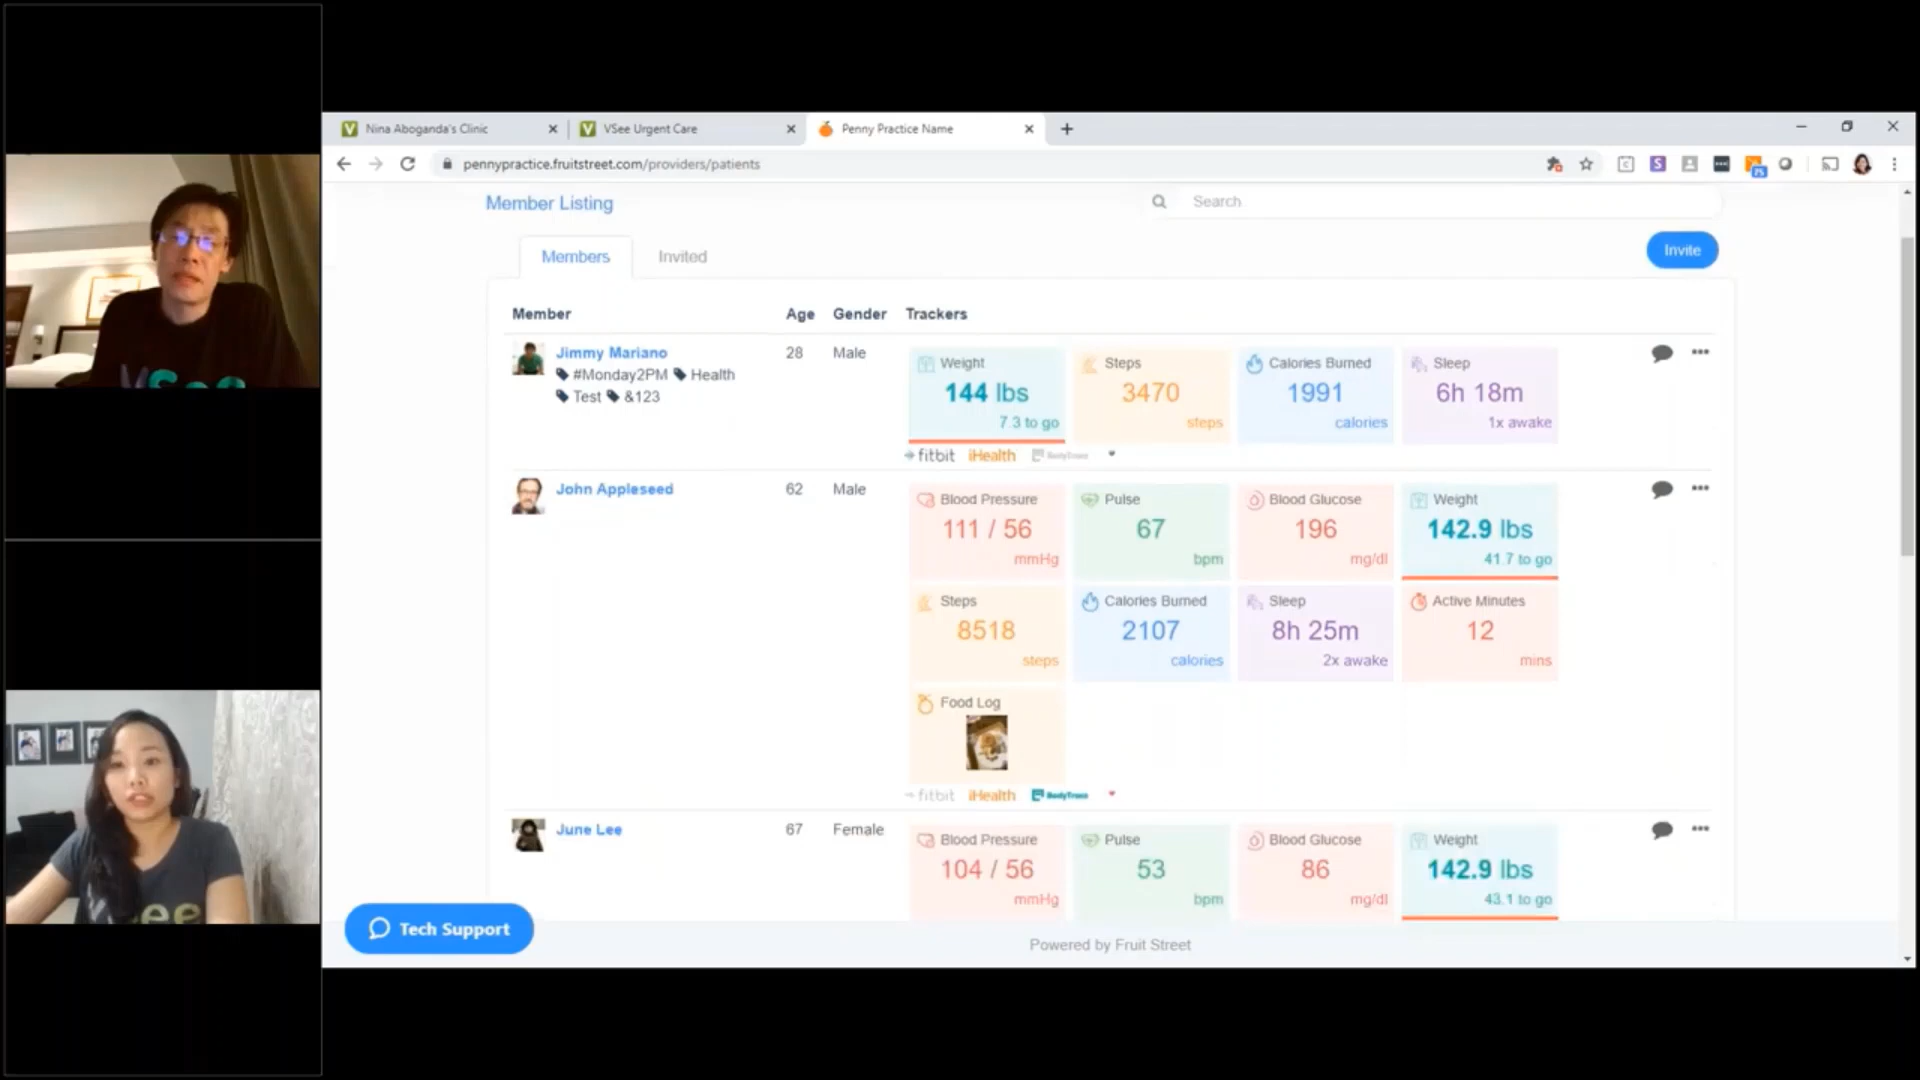 Nina Aboganda's Clinic
VSee Urgent Care
Penny Practice Name
pennypractice.fruitstreet.com/providers/patients
75
Member Listing
Search
Members
Invited
Invite
Member
Age
Gender
Trackers
Jimmy Mariano
#Monday2PM Health
Test &123
28
Male
Weight
144 lbs
7.3 to go
Steps
3470
steps
Calories Burned
1991
calories
Sleep
6h 18m
1x awake
fitbit
iHealth
BodyTrace
John Appleseed
62
Male
Blood Pressure
111 / 56
mmHg
Pulse
67
bpm
Blood Glucose
196
mg/dl
Weight
142.9 lbs
41.7 to go
Steps
8518
steps
Calories Burned
2107
calories
Sleep
8h 25m
2x awake
Active Minutes
12
mins
Food Log
fitbit
iHealth
BodyTrace
June Lee
67
Female
Blood Pressure
104 / 56
mmHg
Pulse
53
bpm
Blood Glucose
86
mg/dl
Weight
142.9 lbs
43.1 to go
Tech Support
Powered by Fruit Street